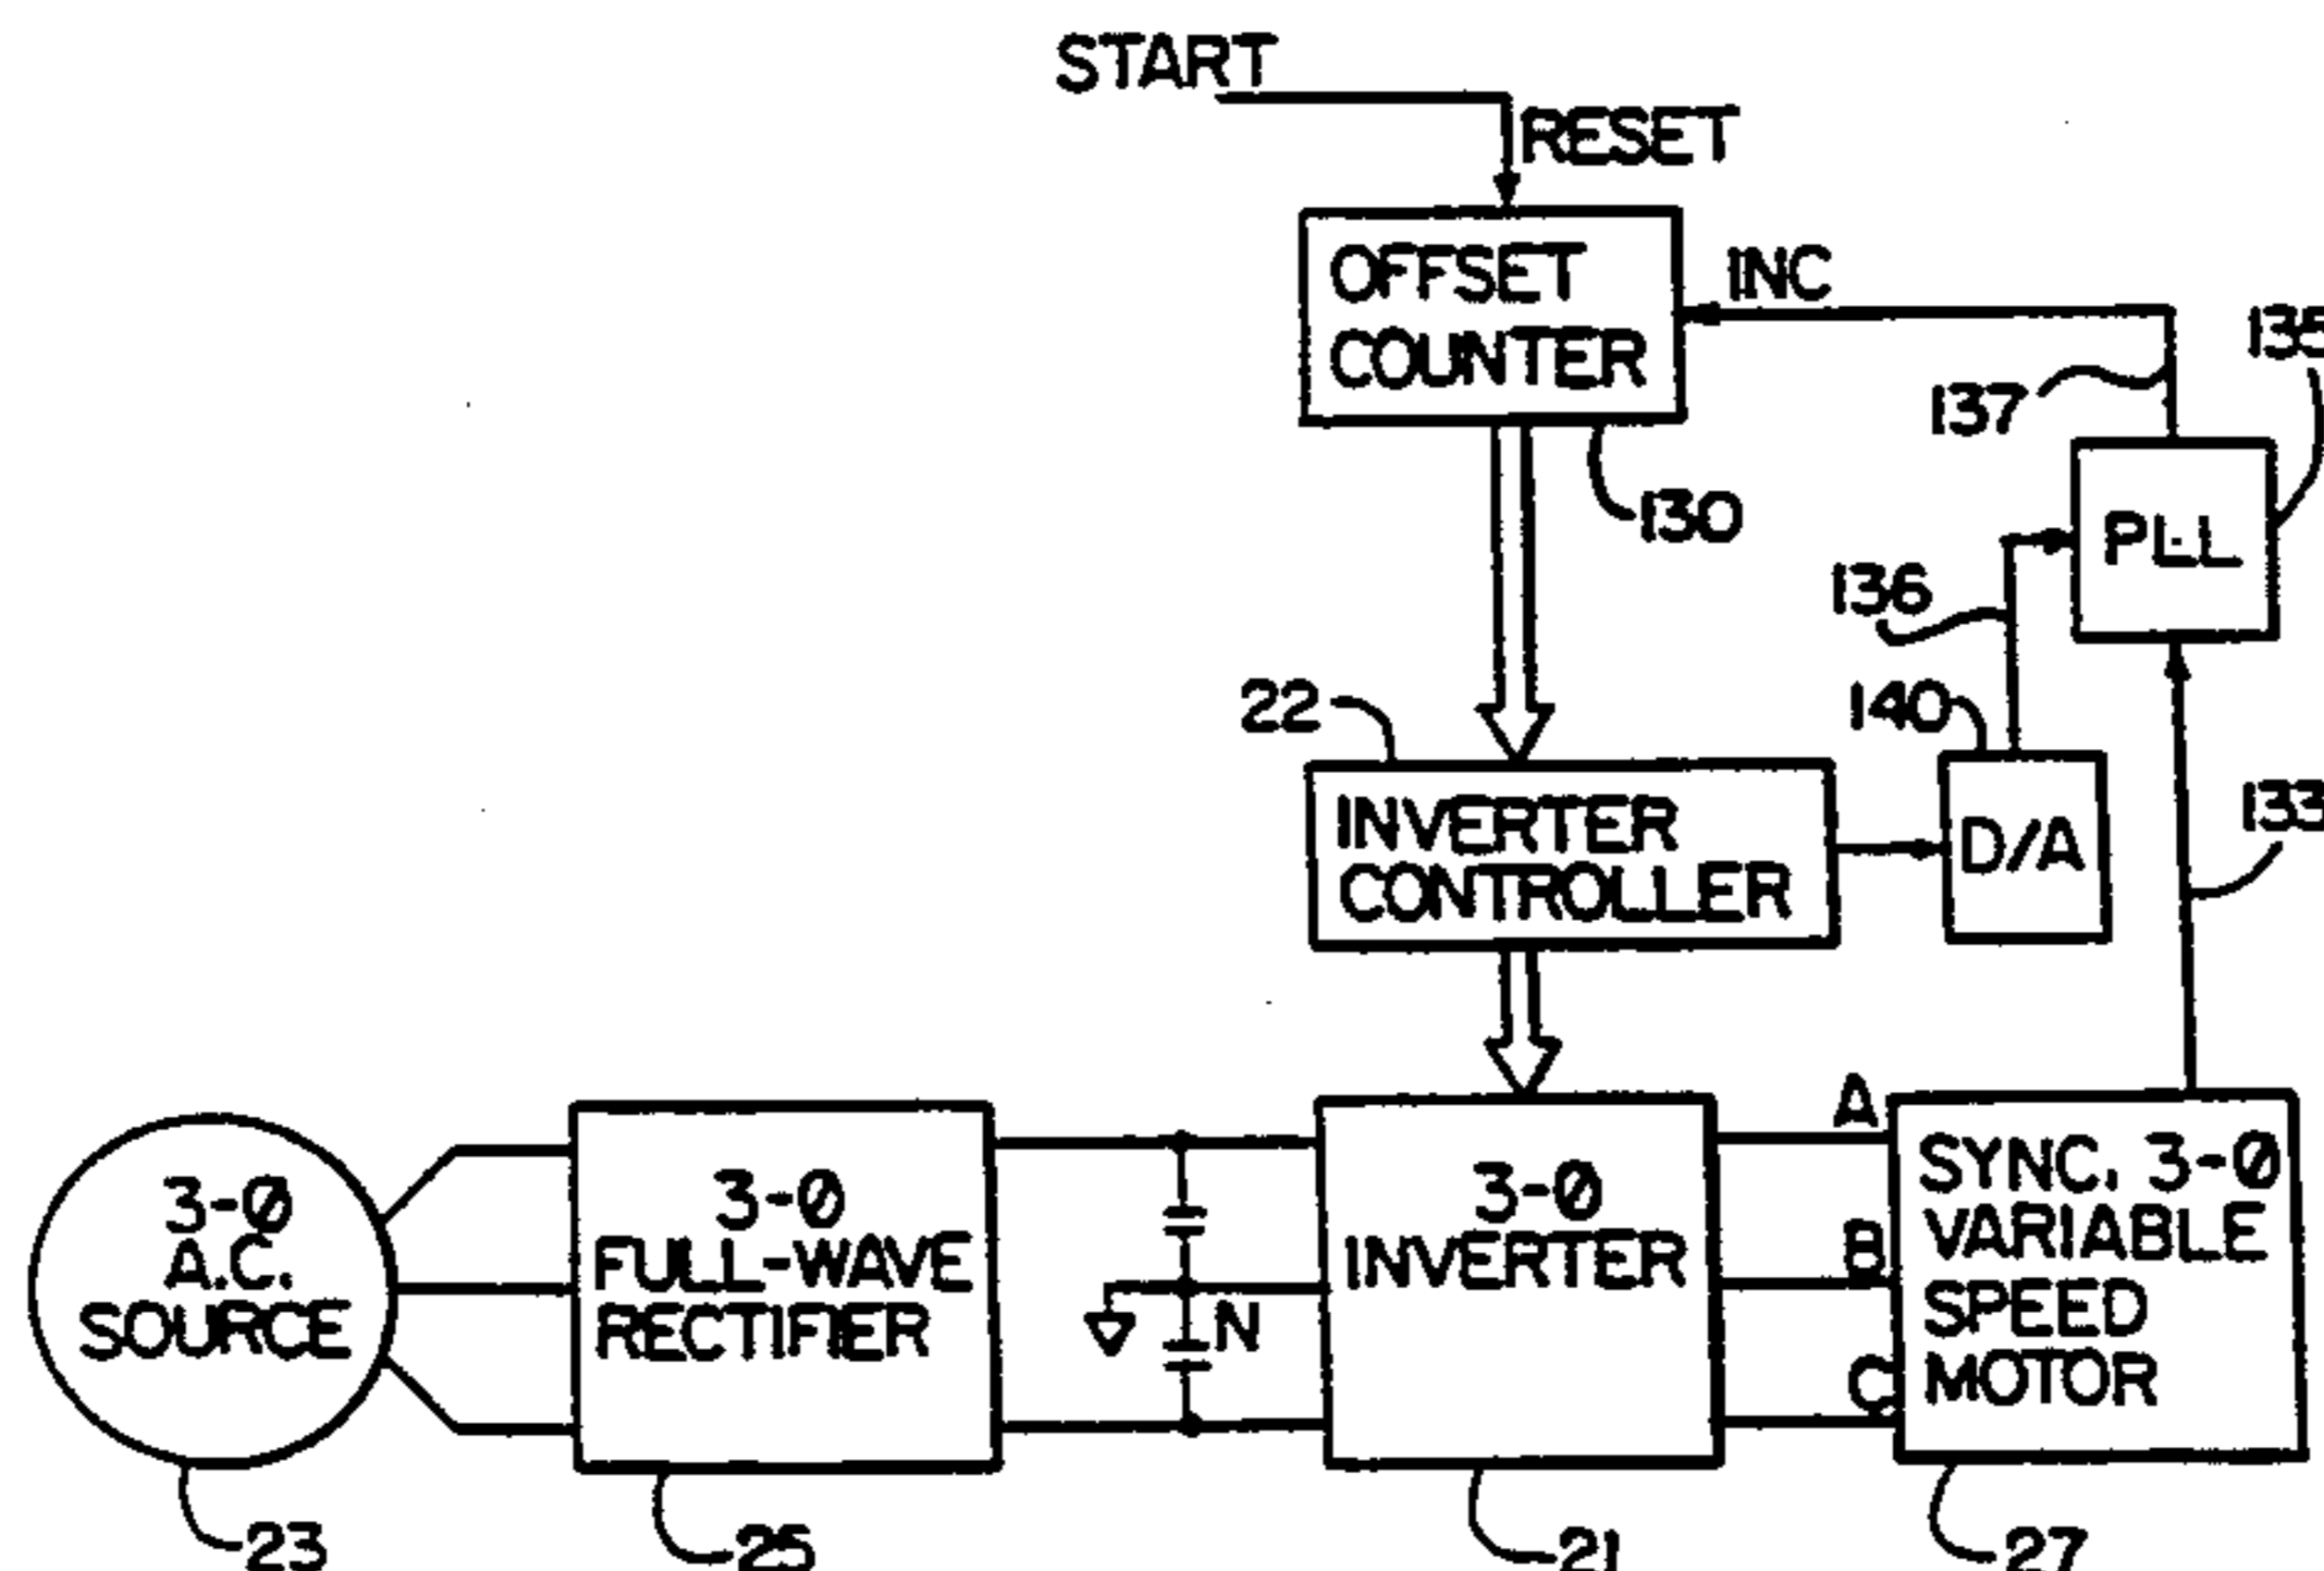 START
RESET
OFFSET
COUNTER
INC
135
137
130
PLL
136
22
140
INVERTER
CONTROLLER
D/A
133
3-Ø
A.C.
SOURCE
3-Ø
FULL-WAVE
RECTIFIER
N
3-Ø
INVERTER
A
B
C
SYNC. 3-Ø
VARIABLE
SPEED
MOTOR
23
25
21
27